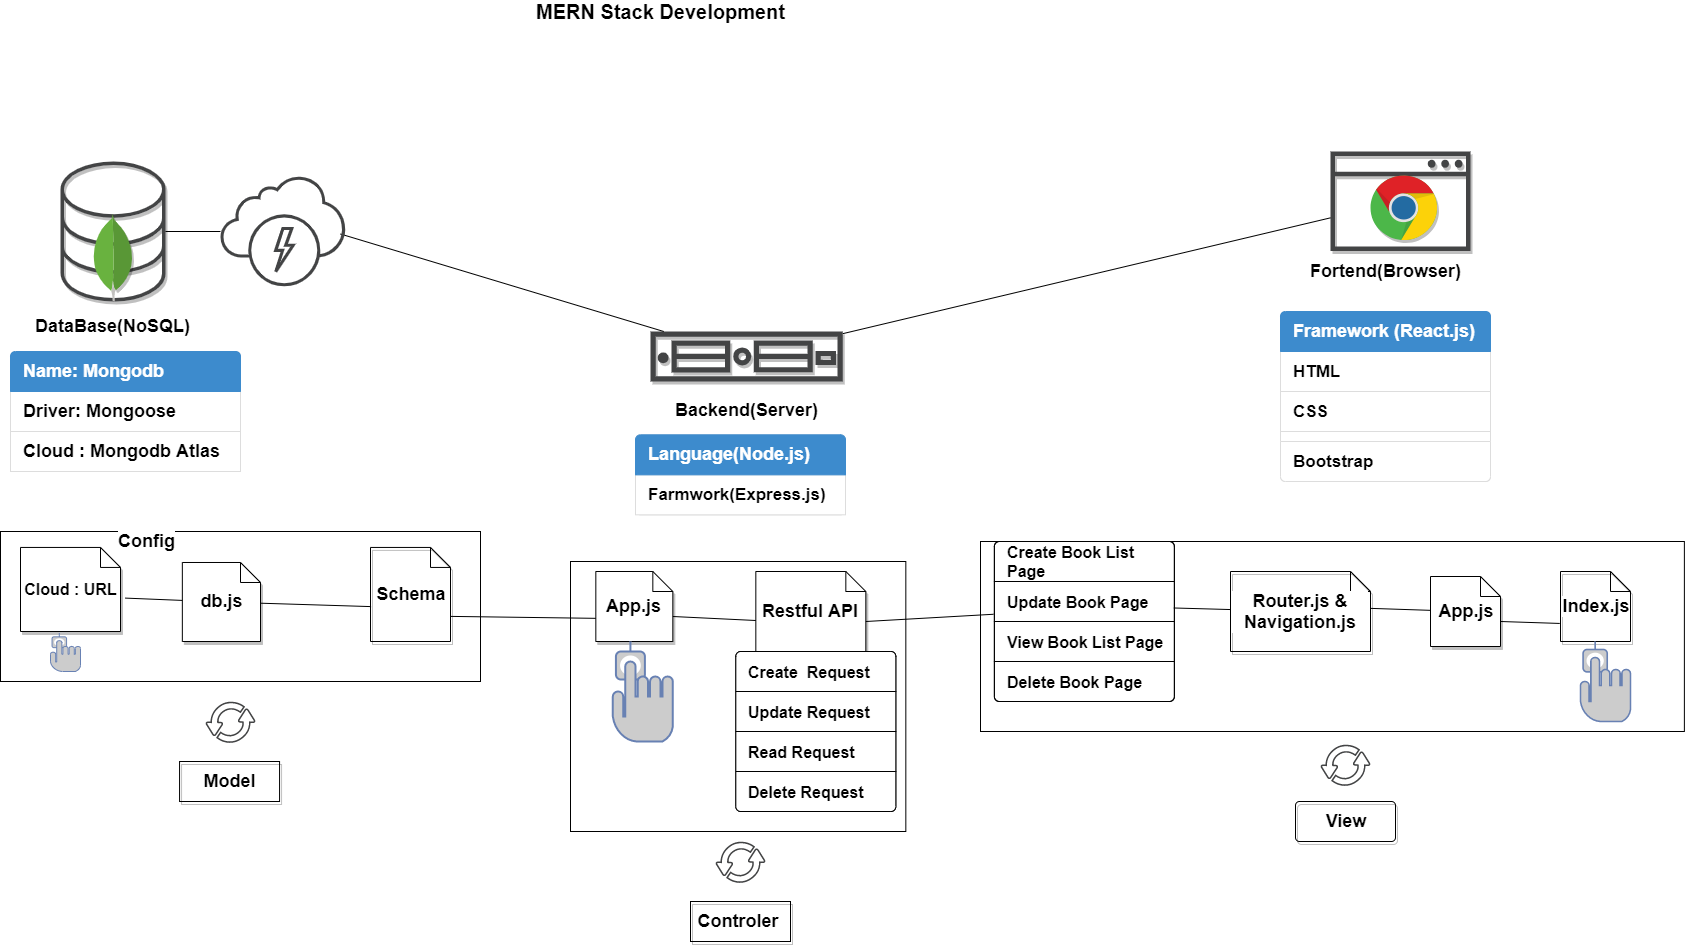 MERN Stack Development
DataBase(NoSQL)
Name: Mongodb
Driver: Mongoose
Cloud : Mongodb Atlas
Backend(Server)
Language(Node.js)
Farmwork(Express.js)
Fortend(Browser)
Framework (React.js)
HTML
CSS
Bootstrap
Config
Cloud : URL
db.js
Schema
Model
App.js
Restful API
Create  Request
Update Request
Read Request
Delete Request
Controler
Create Book List
Page
Update Book Page
View Book List Page
Delete Book Page
Router.js &
Navigation.js
App.js
Index.js
View